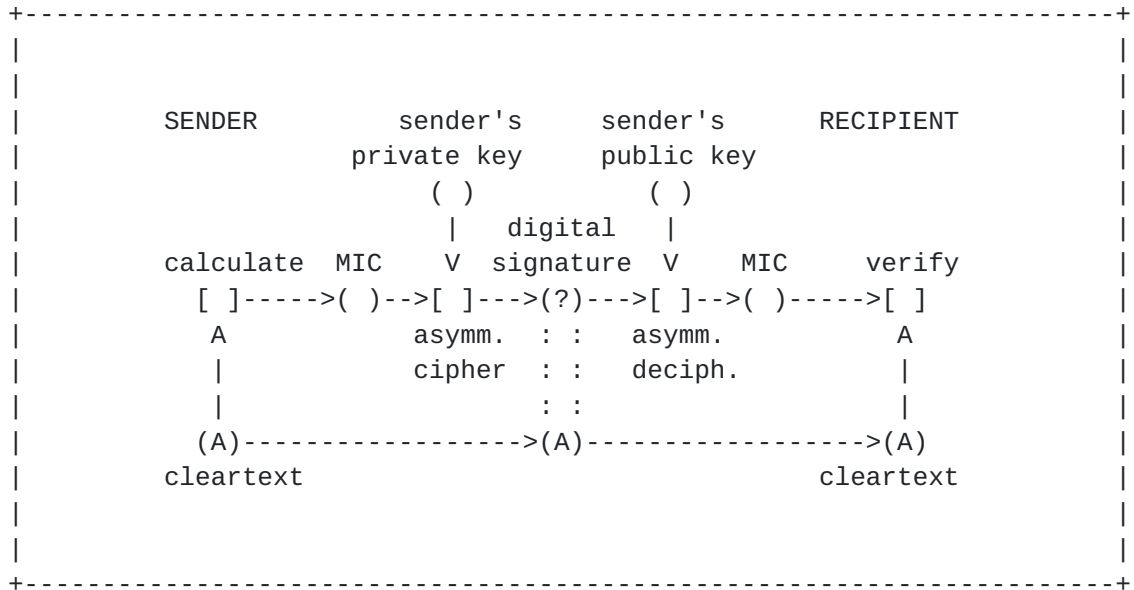 +----------------------------------------------------------------------+
|                                                                      |
|                                                                      |
|         SENDER         sender's     sender's      RECIPIENT          |
|                     private key     public key                       |
|                          ( )           ( )                           |
|                           |   digital   |                            |
|         calculate  MIC    V  signature  V    MIC     verify          |
|           [ ]----->( )-->[ ]--->(?)--->[ ]-->( )----->[ ]            |
|            A            asymm.  : :   asymm.           A             |
|            |            cipher  : :   deciph.          |             |
|            |                    : :                    |             |
|           (A)------------------>(A)------------------>(A)            |
|         cleartext                                 cleartext          |
|                                                                      |
|                                                                      |
+----------------------------------------------------------------------+